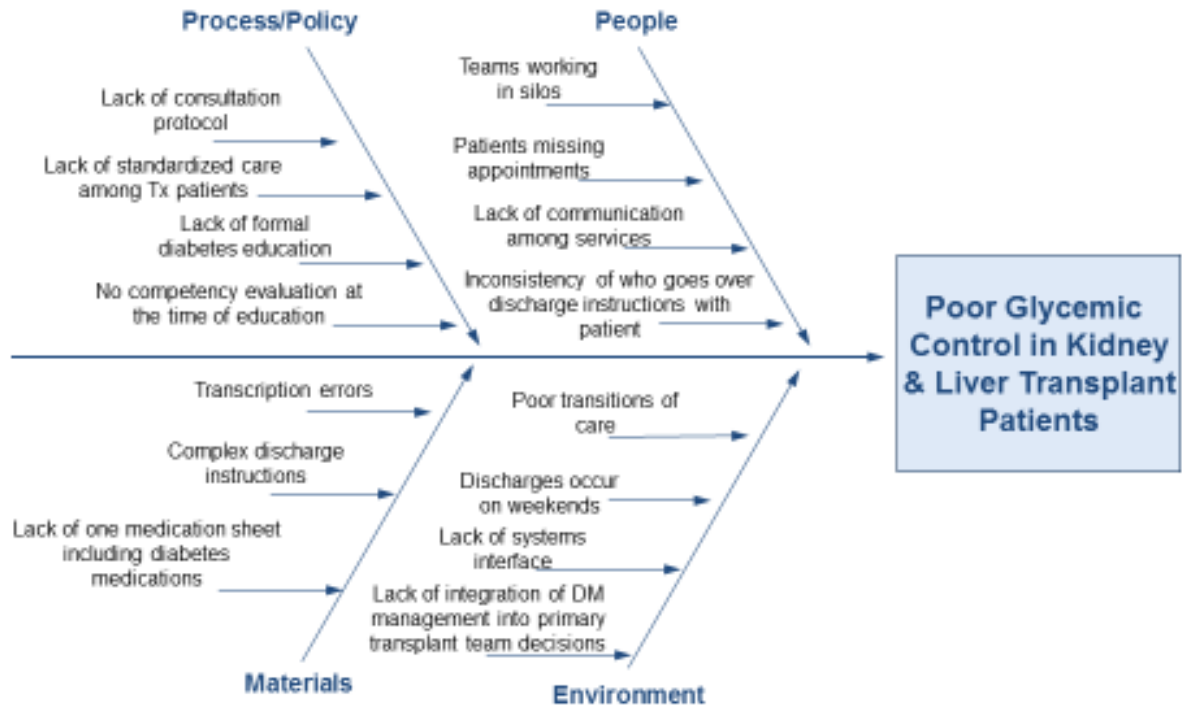 Process/Policy
Lack of consultation
protocol
Lack of standardized care
among Tx patients
Lack of formal
diabetes education
No competency evaluation at
the time of education
People
Teams working
in silos
Patients missing
appointments
Lack of communication
among services
Inconsistency of who goes over
discharge instructions with
patient
Poor Glycemic
Control in Kidney
& Liver Transplant
Patients
Transcription errors
Complex discharge
instructions
Lack of one medication sheet
including diabetes
medications
Materials
Poor transitions of
care
Discharges occur
on weekends
Lack of systems
interface
Lack of integration of DM
management into primary
transplant team decisions
Environment